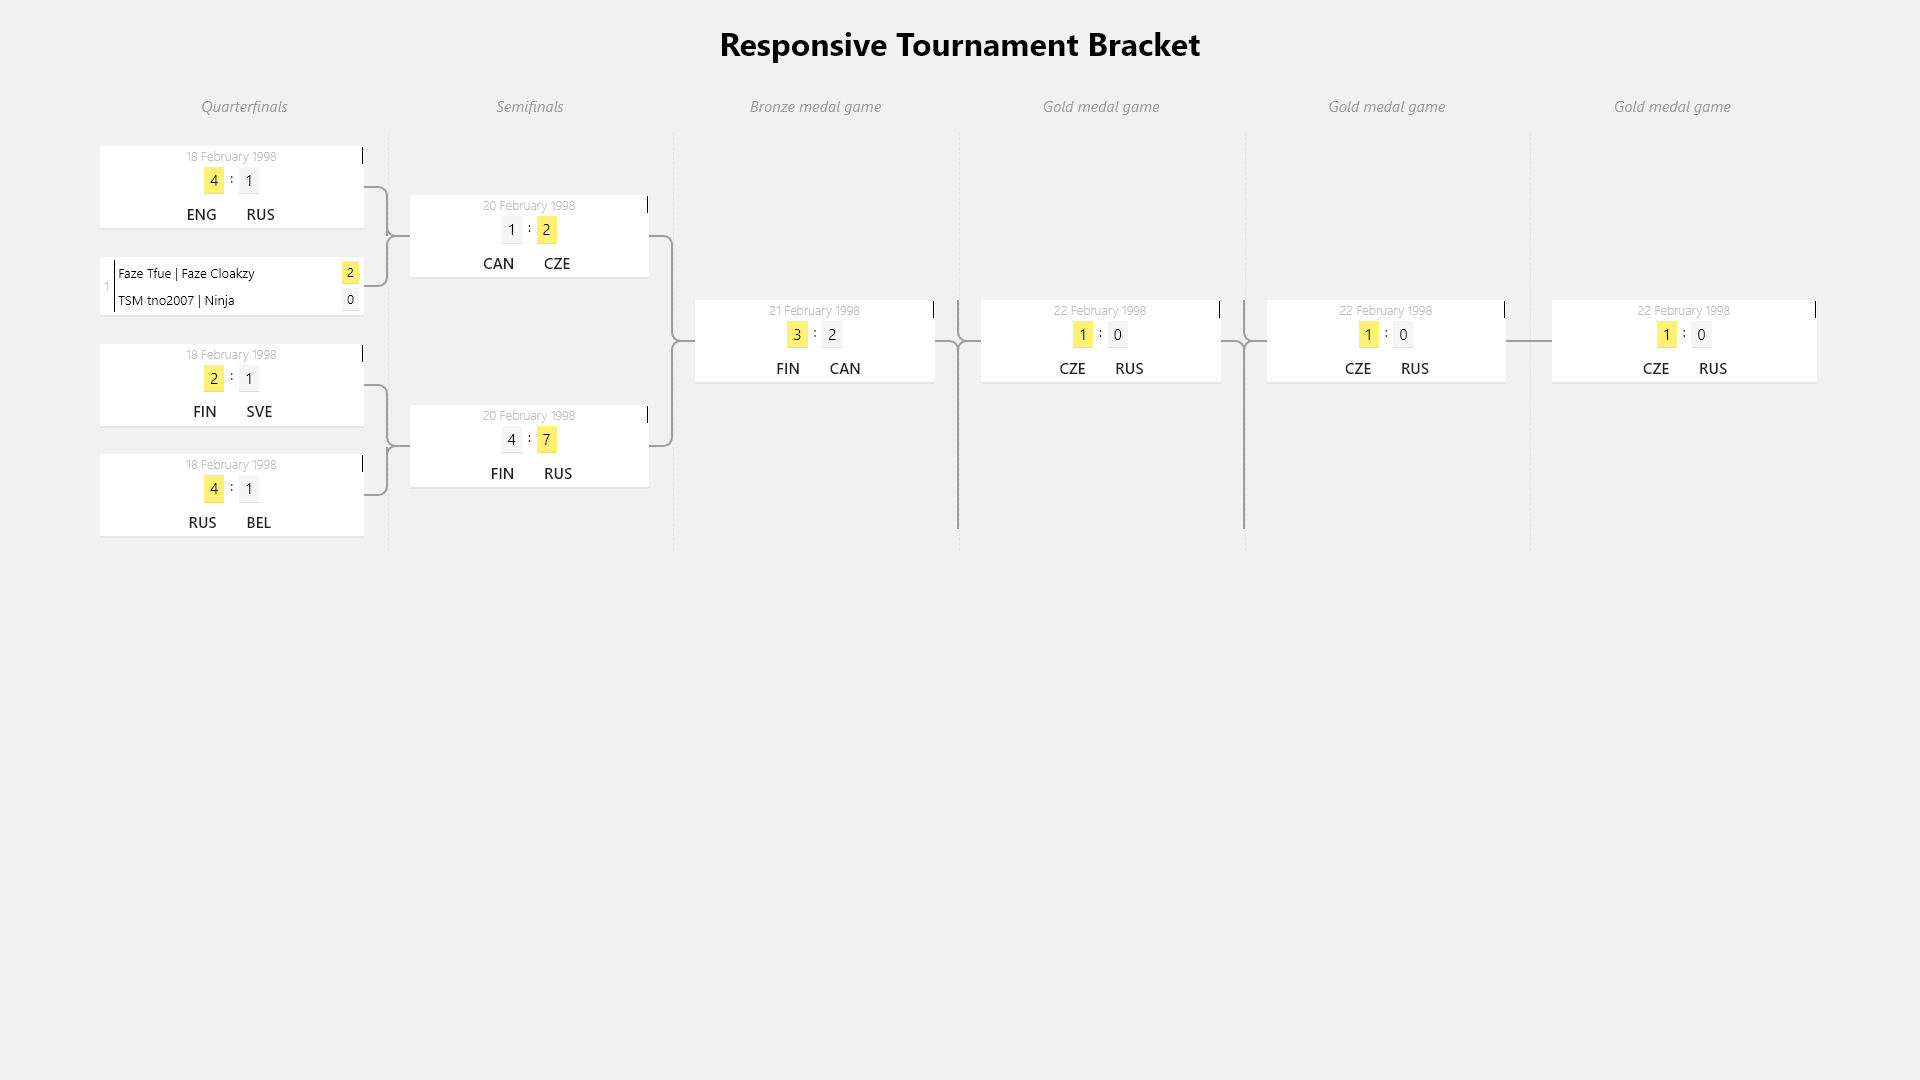 Responsive Tournament Bracket
Quarterfinals
18 February 1998
4 : 1
ENG RUS
1
Faze Tfue | Faze Cloakzy 2
TSM tno2007 | Ninja 0
18 February 1998
2 : 1
FIN SVE
18 February 1998
4 : 1
RUS BEL
Semifinals
20 February 1998
1 : 2
CAN CZE
20 February 1998
4 : 7
FIN RUS
Bronze medal game
21 February 1998
3 : 2
FIN CAN
Gold medal game
22 February 1998
1 : 0
CZE RUS
Gold medal game
22 February 1998
1 : 0
CZE RUS
Gold medal game
22 February 1998
1 : 0
CZE RUS